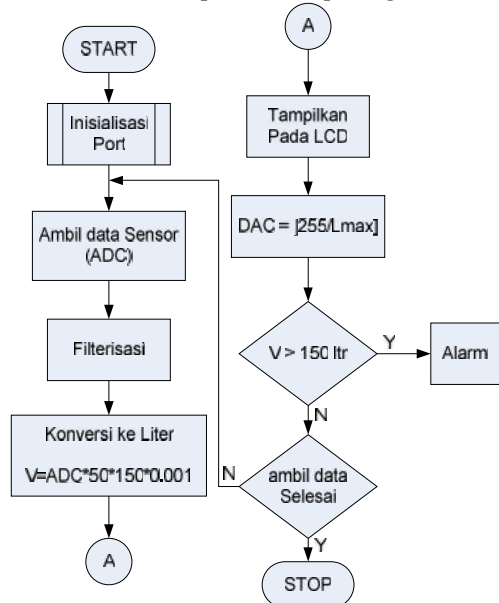 START
Inisialisasi
Port
Ambil data Sensor
(ADC)
Filterisasi
Konversi ke Liter
V=ADC*50*150*0.001
A
A
Tampilkan
Pada LCD
DAC = [255/Lmax]
V > 150 ltr
Y
Alarm
N
ambil data
Selesai
N
Y
STOP